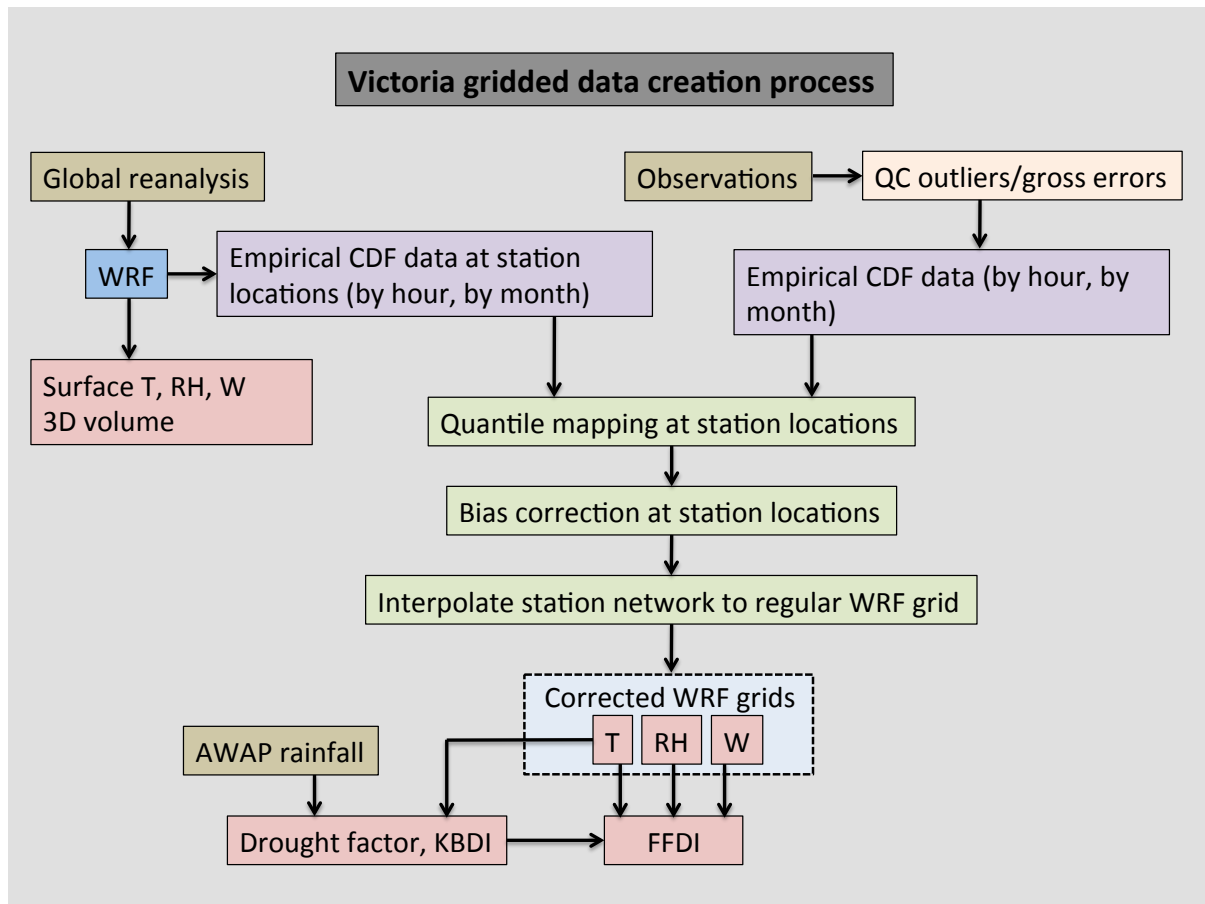 Victoria gridded data creation process
Global reanalysis
Observations
QC outliers/gross errors
WRF
Empirical CDF data at station
locations (by hour, by month)
Empirical CDF data (by hour, by
month)
Surface T, RH, W
3D volume
Quantile mapping at station locations
Bias correction at station locations
Interpolate station network to regular WRF grid
Corrected WRF grids
T
RH
W
AWAP rainfall
Drought factor, KBDI
FFDI